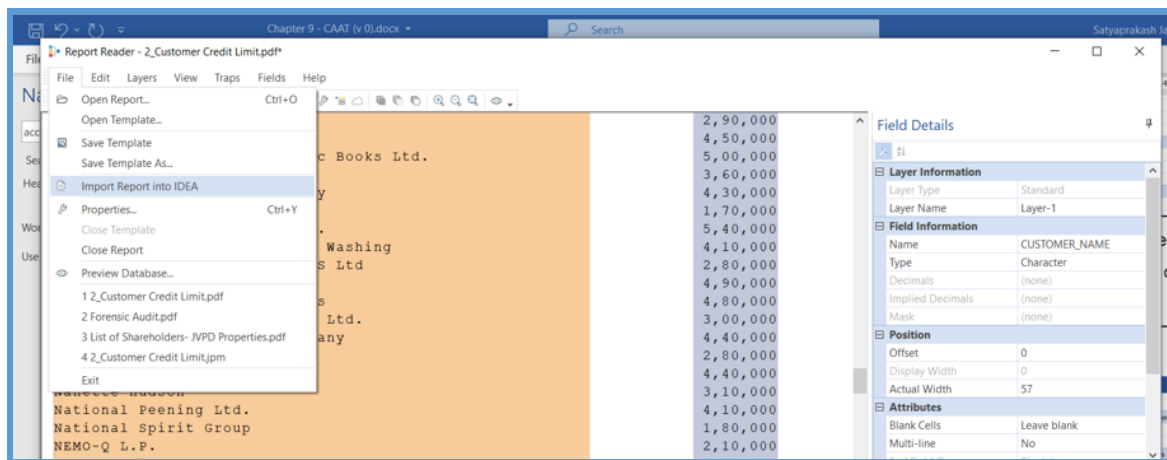 Chapter 9 - CAAT (v 0).docx
Search
Satyaprakash Ja
Report Reader - 2_Customer Credit Limit.pdf*
File Edit Layers View Traps Fields Help
Open Report... Ctrl+O
Open Template...
Save Template
Save Template As...
Import Report into IDEA
Properties... Ctrl+Y
Close Template
Close Report
Preview Database...
1 2_Customer Credit Limit.pdf
2 Forensic Audit.pdf
3 List of Shareholders- JVPD Properties.pdf
4 2_Customer Credit Limit.jpm
Exit
2,90,000
4,50,000
c Books Ltd. 5,00,000
3,60,000
y 4,30,000
1,70,000
. 5,40,000
Washing 4,10,000
S Ltd 2,80,000
4,90,000
s 4,80,000
Ltd. 3,00,000
any 4,40,000
2,80,000
4,40,000
Nanette Hudson 3,10,000
National Peening Ltd. 4,10,000
National Spirit Group 1,80,000
NEMO-Q L.P. 2,10,000
Field Details
Layer Information
Layer Type Standard
Layer Name Layer-1
Field Information
Name CUSTOMER_NAME
Type Character
Decimals (none)
Implied Decimals (none)
Mask (none)
Position
Offset 0
Display Width 0
Actual Width 57
Attributes
Blank Cells Leave blank
Multi-line No